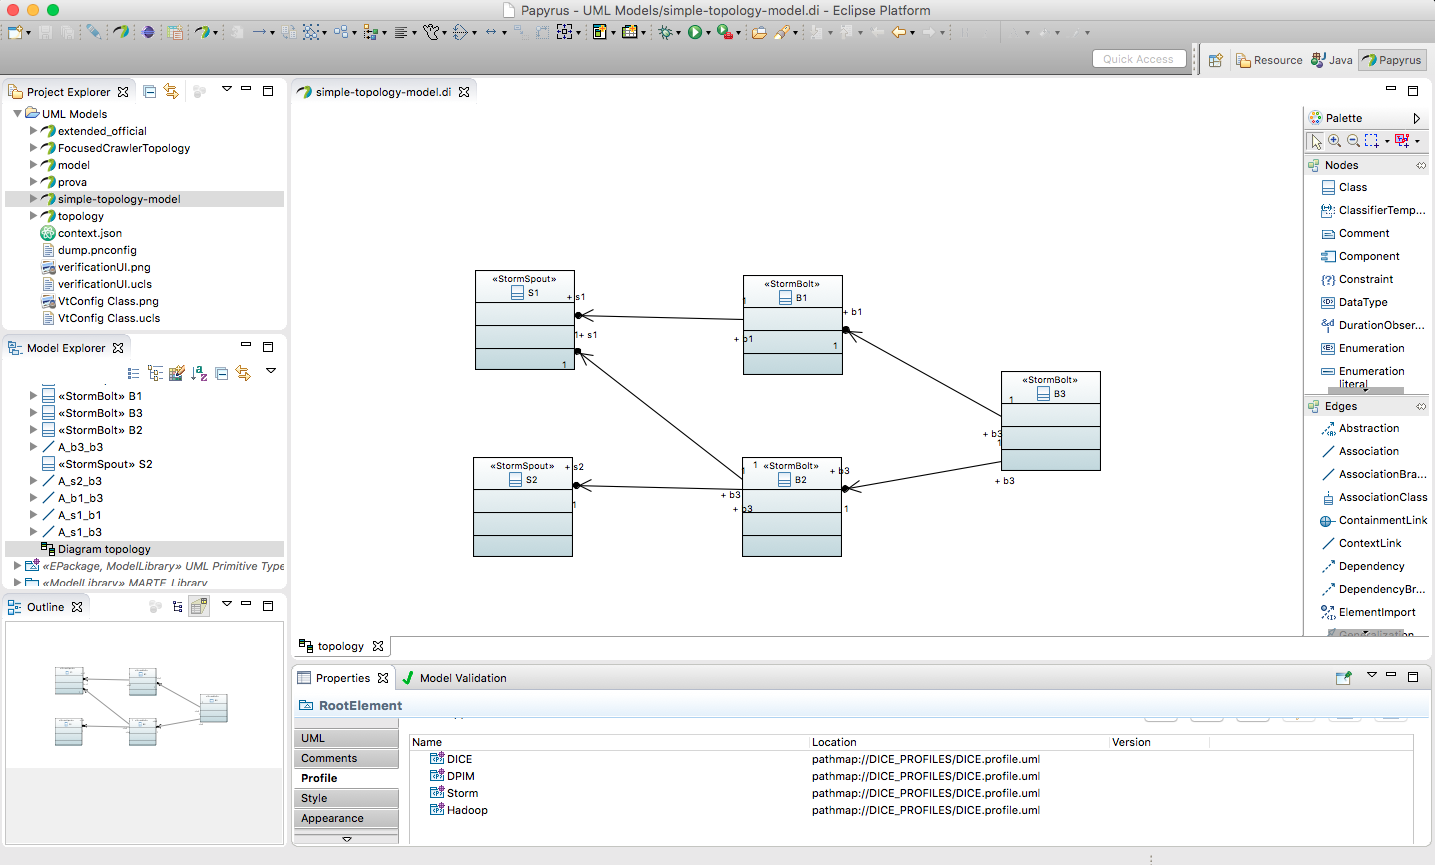 Papyrus - UML Models/simple-topology-model.di - Eclipse Platform
Quick Access
Resource
Java
Papyrus
Project Explorer
UML Models
extended_official
FocusedCrawlerTopology
model
prova
simple-topology-model
topology
context.json
dump.pnconfig
verificationUI.png
verificationUI.ucls
VtConfig Class.png
VtConfig Class.ucls
Model Explorer
«StormBolt» B1
«StormBolt» B3
«StormBolt» B2
A_b3_b3
«StormSpout» S2
A_s2_b3
A_b1_b3
A_s1_b1
A_s1_b3
Diagram topology
«EPackage, ModelLibrary» UML Primitive Type
«ModelLibrary» MARTE_Library
Outline
simple-topology-model.di
«StormSpout»
S1
+ s1
1+ s1
1
«StormBolt»
B1
1
+ b1
+ b1
1
«StormBolt»
B3
1
+ b3
1
+ b3
«StormSpout»
S2
+ s2
1
1 «StormBolt»
B2
1
+ b3
+ b3
+ b3
1
topology
Palette
Nodes
Class
ClassifierTemp...
Comment
Component
Constraint
DataType
DurationObser...
Enumeration
Enumeration
literal
Edges
Abstraction
Association
AssociationBra...
AssociationClass
ContainmentLink
ContextLink
Dependency
DependencyBr...
ElementImport
Generalization
Properties
Model Validation
RootElement
UML
Comments
Profile
Style
Appearance
Name Location Version
DICE pathmap://DICE_PROFILES/DICE.profile.uml
DPIM pathmap://DICE_PROFILES/DICE.profile.uml
Storm pathmap://DICE_PROFILES/DICE.profile.uml
Hadoop pathmap://DICE_PROFILES/DICE.profile.uml